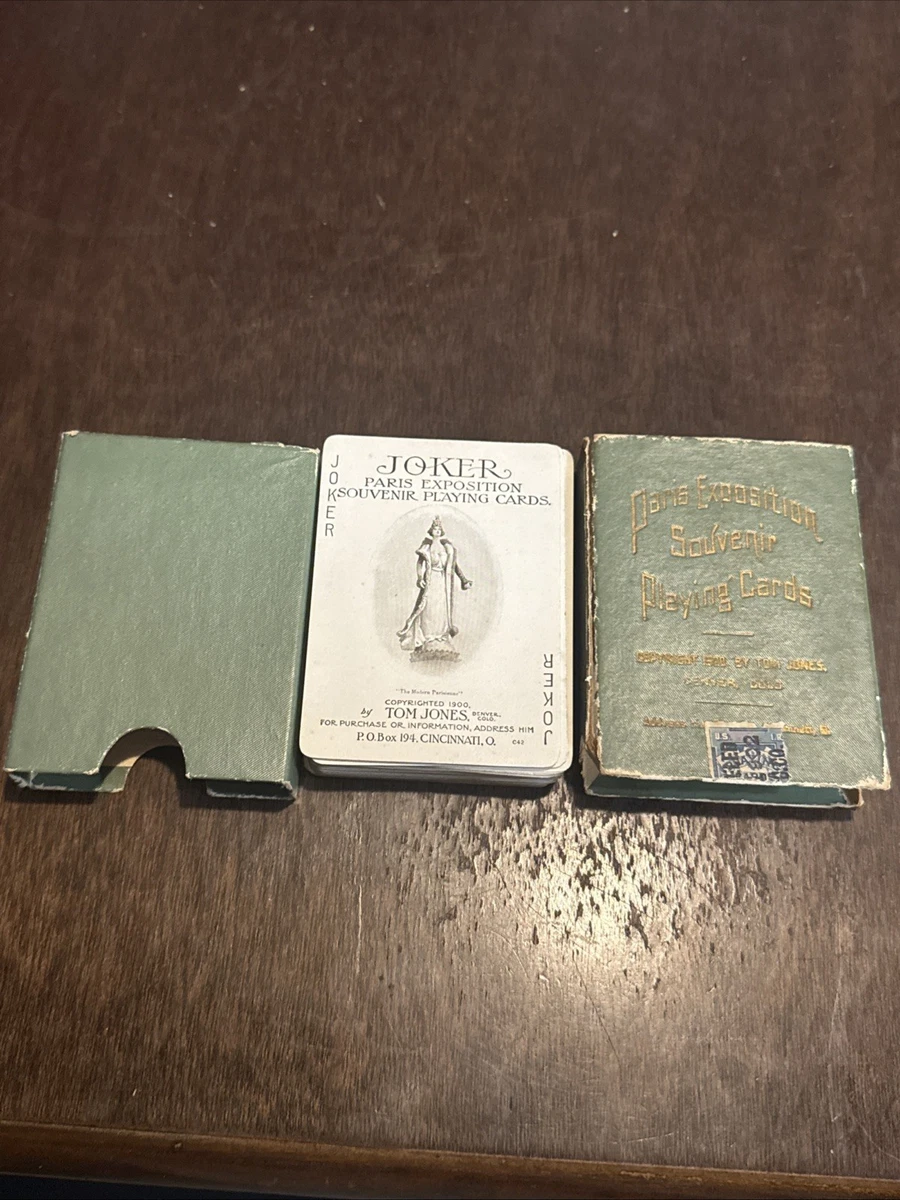 JOKER
JOKER
PARIS EXPOSITION
SOUVENIR PLAYING CARDS.
"The Modern Parisienne"
COPYRIGHTED 1900,
by TOM JONES, DENVER, COLO.
FOR PURCHASE OR, INFORMATION, ADDRESS HIM
P.O.Box 194, CINCINNATI, O. C42
JOKER
Paris Exposition
Souvenir
Playing Cards
COPYRIGHT 1900, BY TOM JONES,
DENVER, COLO
U.S. I.R.